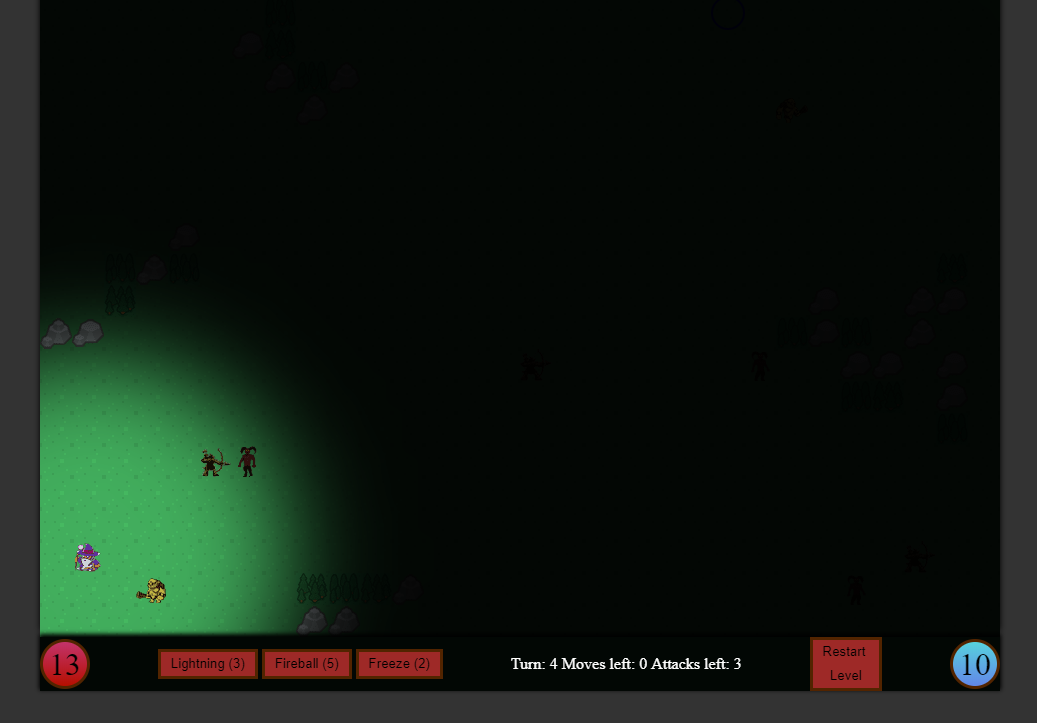 13
Lightning (3)
Fireball (5)
Freeze (2)
Turn: 4 Moves left: 0 Attacks left: 3
Restart
Level
10